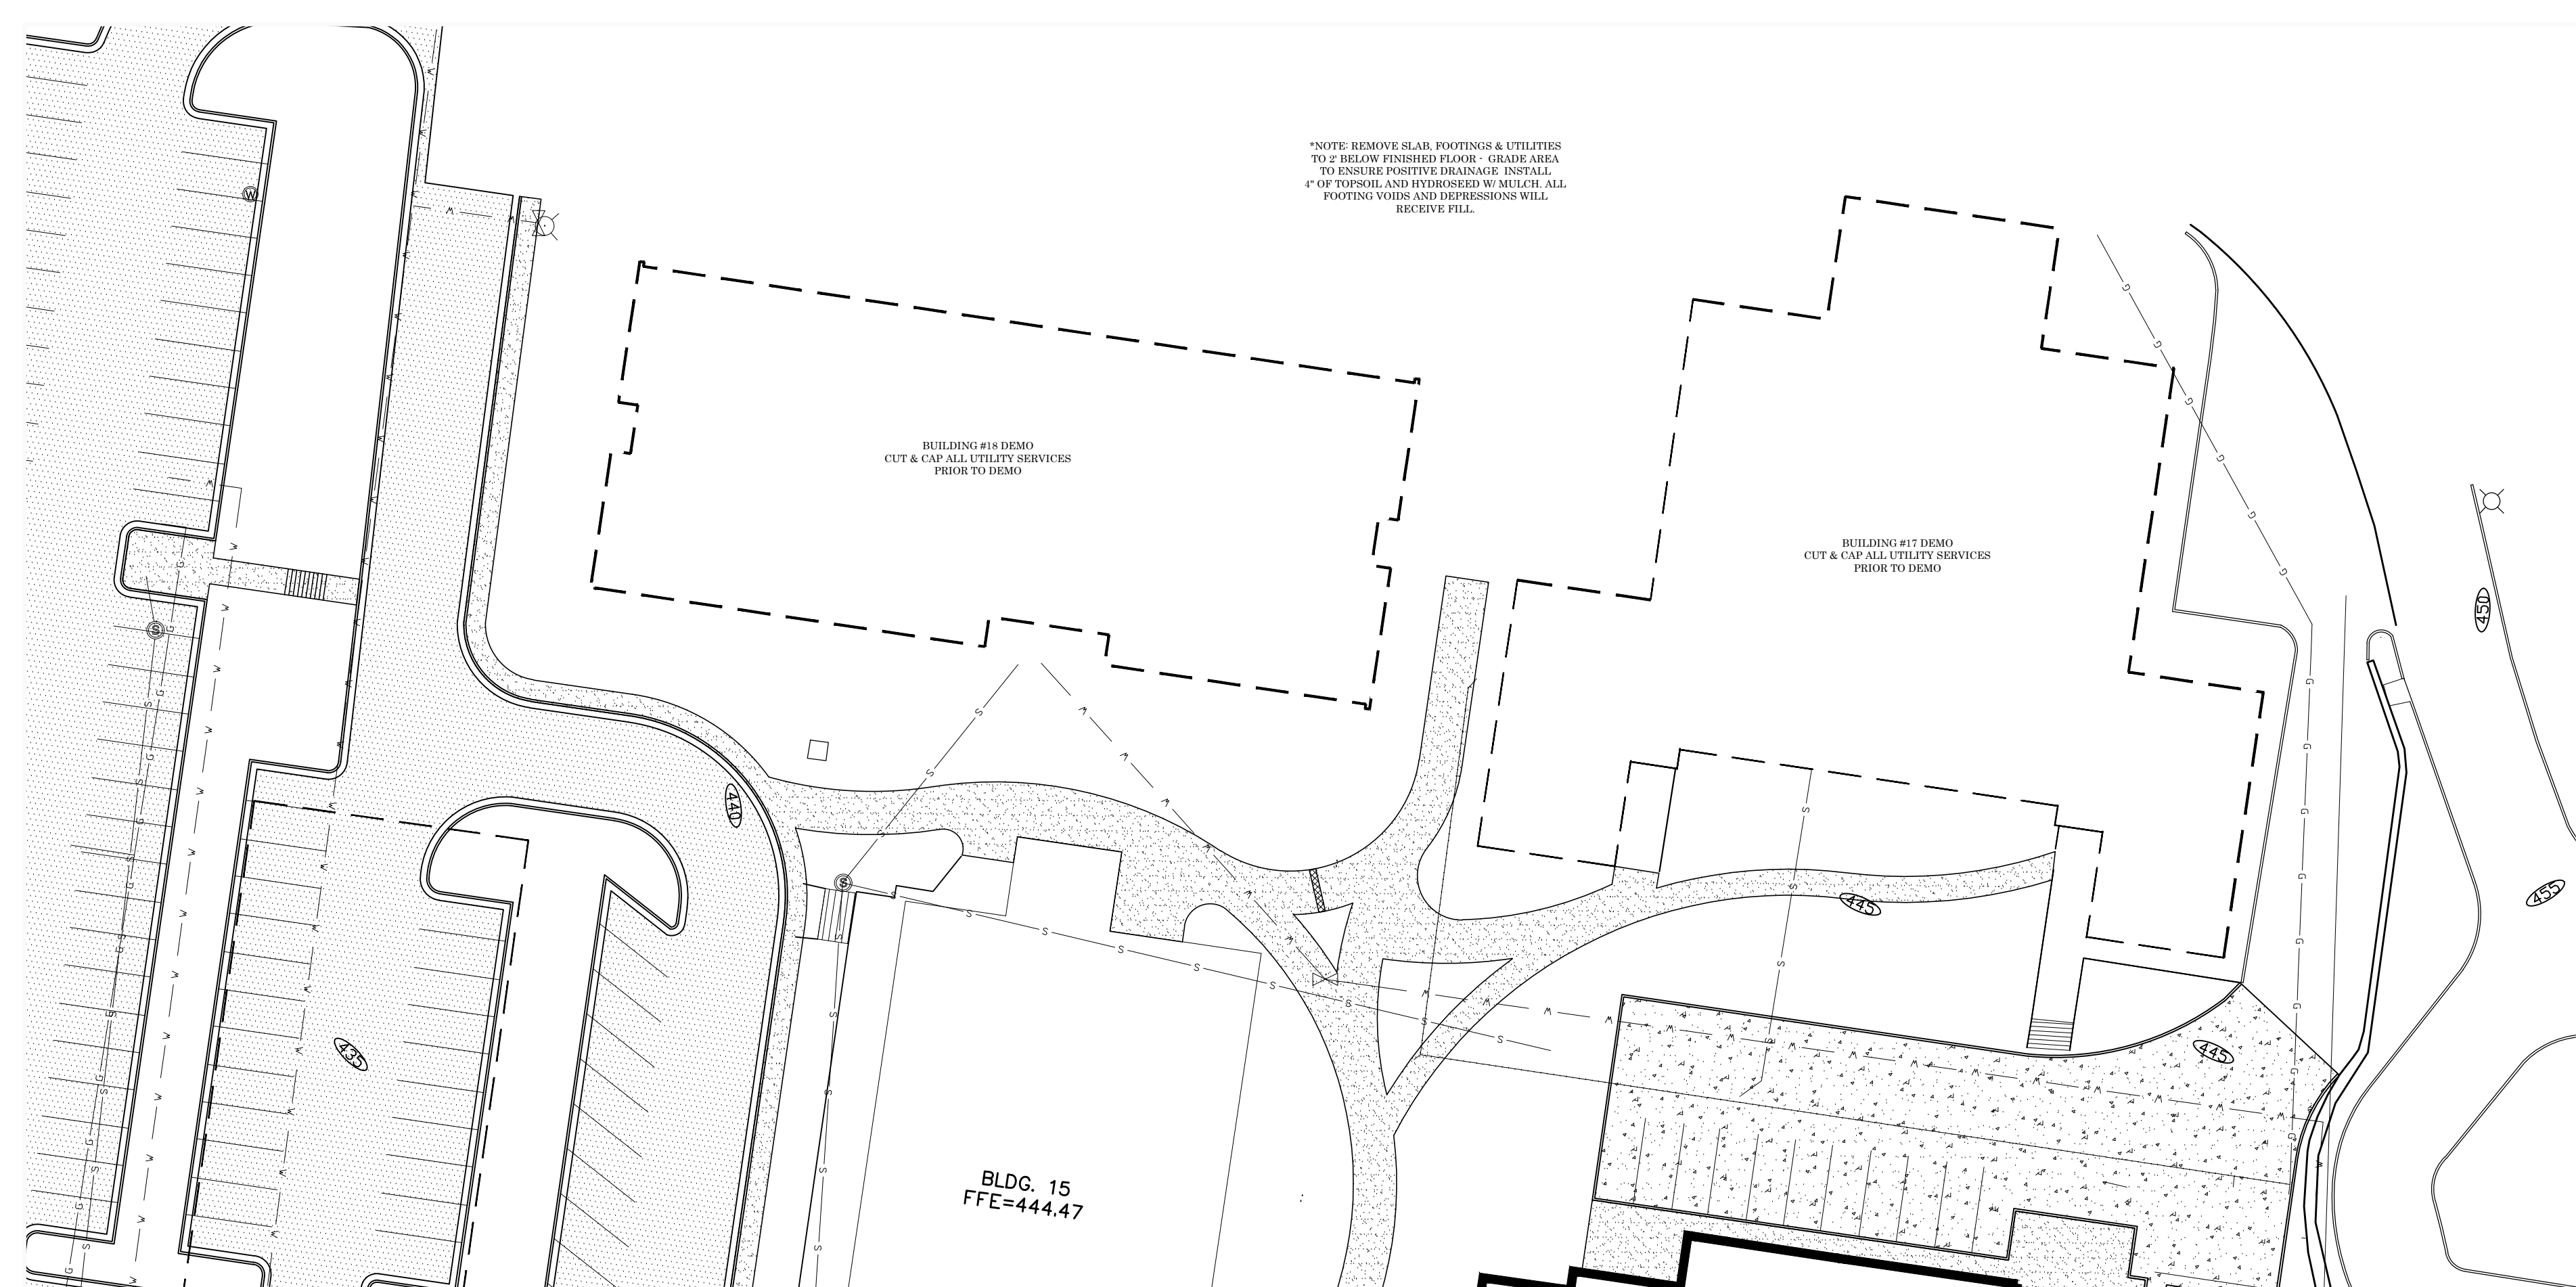 *NOTE: REMOVE SLAB, FOOTINGS & UTILITIES
TO 2' BELOW FINISHED FLOOR - GRADE AREA
TO ENSURE POSITIVE DRAINAGE INSTALL
4" OF TOPSOIL AND HYDROSEED W/ MULCH. ALL
FOOTING VOIDS AND DEPRESSIONS WILL
RECEIVE FILL.
BUILDING #18 DEMO
CUT & CAP ALL UTILITY SERVICES
PRIOR TO DEMO
BUILDING #17 DEMO
CUT & CAP ALL UTILITY SERVICES
PRIOR TO DEMO
450
440
445
455
435
445
BLDG. 15
FFE=444.47